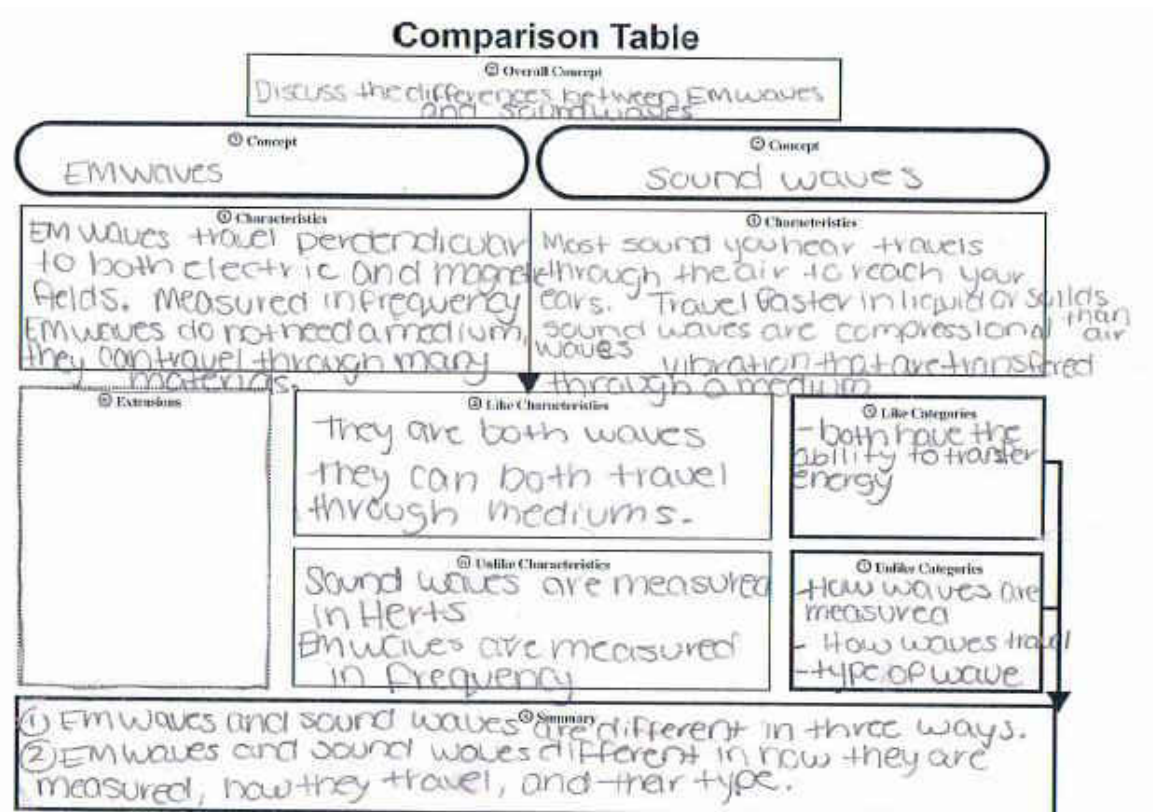 Comparison Table
Overall Concept
Discuss the differences between EM waves
and soundwaves
Concept
EM waves
Concept
Sound waves
Characteristics
EM waves travel perdendicular
to both electric and magnetic
fields. Measured in frequency
EM waves do not need a medium,
they can travel through many
materials.
Characteristics
Most sound you hear travels
through the air to reach your
ears. Travel faster in liquid or solids
than
sound waves are compressional air
waves
vibration that are transfered
through a medium
Extensions
Like Characteristics
They are both waves
they can both travel
through mediums.
Like Categories
- both have the
ability to transfer
energy
Unlike Characteristics
Sound waves are measured
in Herts
EM waves are measured
in frequency
Unlike Categories
- How waves are
measured
- How waves travel
- type of wave
Summary
① EM waves and sound waves are different in three ways.
② EM waves and sound waves different in how they are
measured, how they travel, and their type.